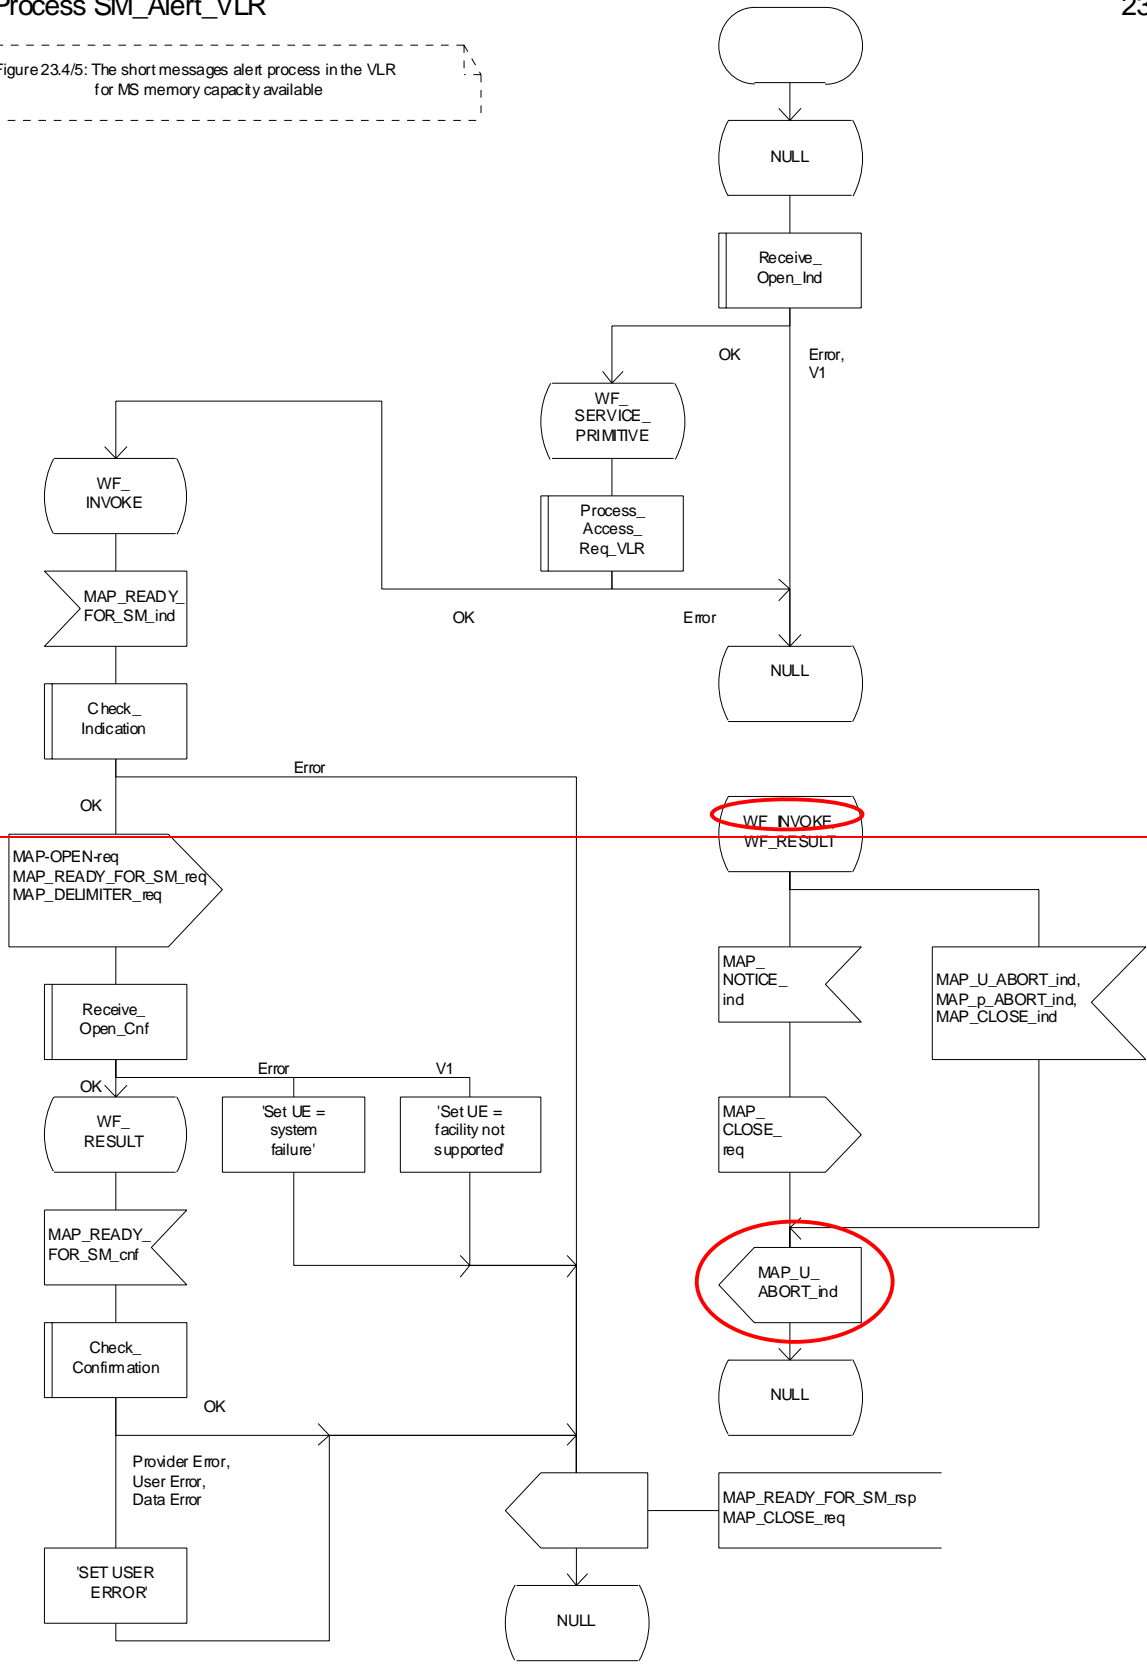 Process SM_Alert_VLR
23
Figure 23.4/5: The short messages alert process in the VLR
for MS memory capacity available
NULL
Receive_
Open_Ind
OK
Error,
V1
WF_
SERVICE_
PRIMITIVE
WF_
INVOKE
Process_
Access_
Req_VLR
MAP_READY_
FOR_SM_ind
OK
Error
NULL
Check_
Indication
Error
OK
WF_INVOKE,
WF_RESULT
MAP-OPEN-req
MAP_READY_FOR_SM_req
MAP_DELIMITER_req
MAP_
NOTICE_
ind
MAP_U_ABORT_ind,
MAP_p_ABORT_ind,
MAP_CLOSE_ind
Receive_
Open_Cnf
Error
V1
OK
WF_
RESULT
'Set UE =
system
failure'
'Set UE =
facility not
supported'
MAP_
CLOSE_
req
MAP_READY_
FOR_SM_cnf
MAP_U_
ABORT_ind
Check_
Confirmation
NULL
OK
Provider Error,
User Error,
Data Error
MAP_READY_FOR_SM_rsp
MAP_CLOSE_req
'SET USER
ERROR'
NULL